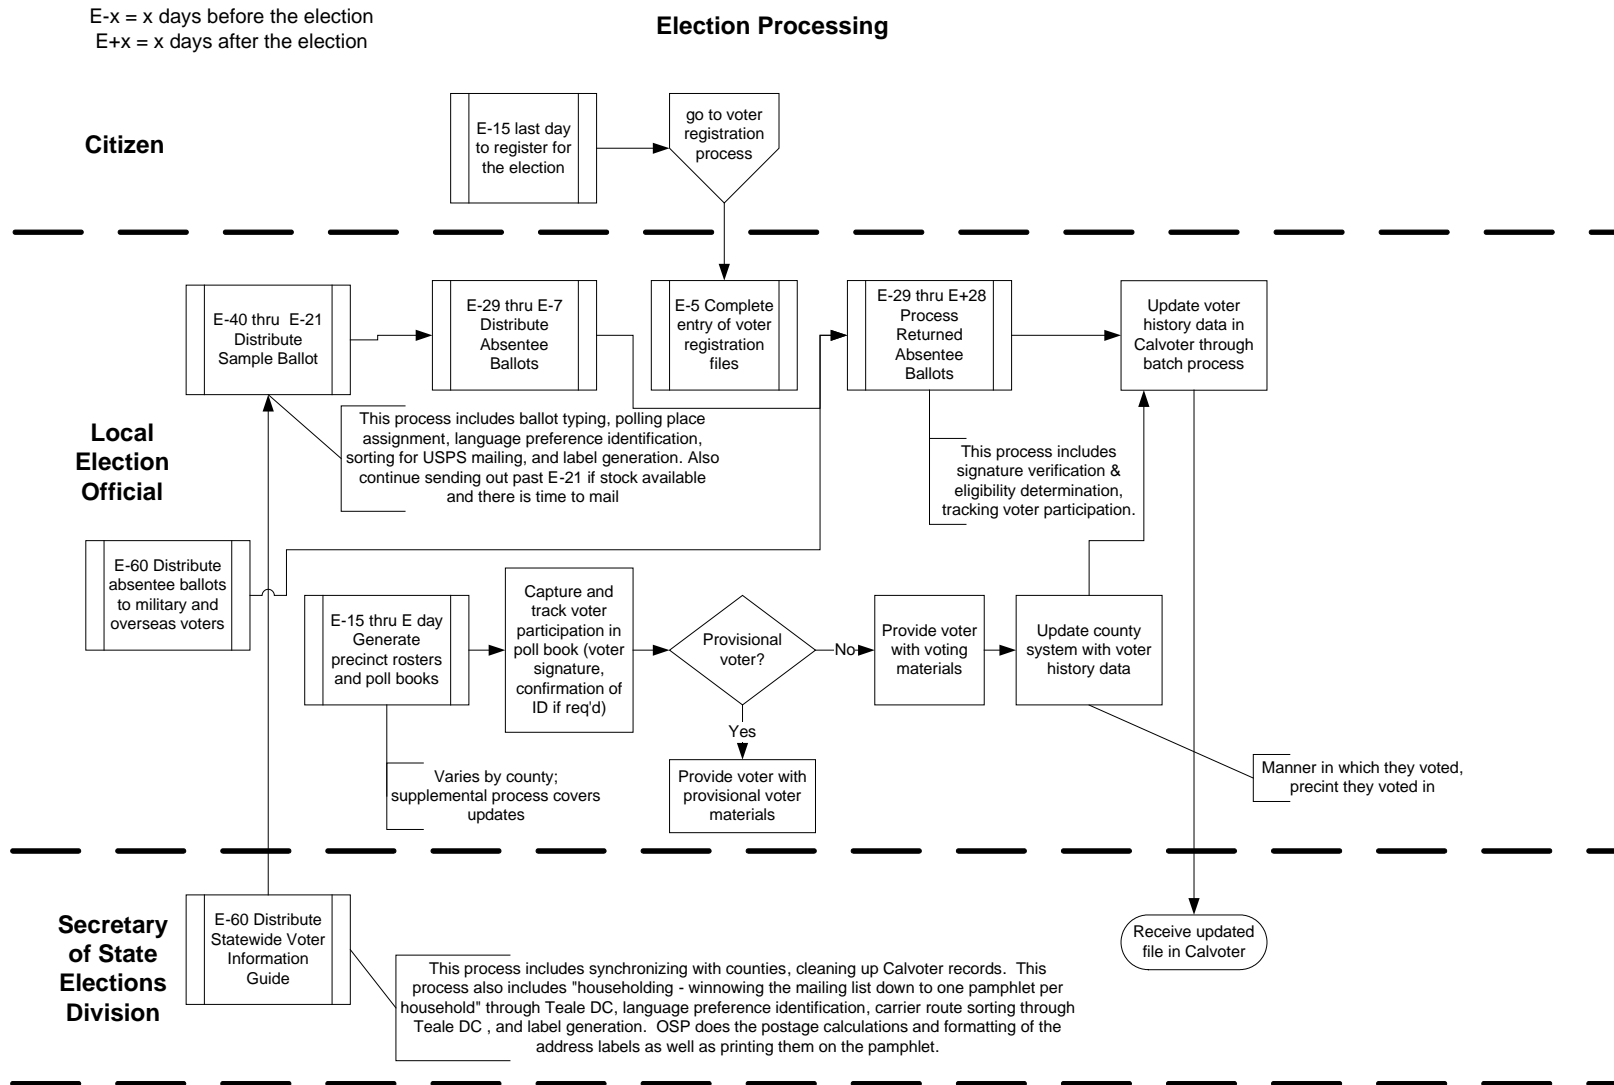 E-x = x days before the election
E+x = x days after the election
Election Processing
Citizen
E-15 last day
to register for
the election
go to voter
registration
process
Local
Election
Official
E-40 thru  E-21
Distribute
Sample Ballot
E-29 thru E-7
Distribute
Absentee
Ballots
E-5 Complete
entry of voter
registration
files
E-29 thru E+28
Process
Returned
Absentee
Ballots
Update voter
history data in
Calvoter through
batch process
This process includes ballot typing, polling place
assignment, language preference identification,
sorting for USPS mailing, and label generation. Also
continue sending out past E-21 if stock available
and there is time to mail
This process includes
signature verification &
eligibility determination,
tracking voter participation.
E-60 Distribute
absentee ballots
to military and
overseas voters
E-15 thru E day
Generate
precinct rosters
and poll books
Capture and
track voter
participation in
poll book (voter
signature,
confirmation of
ID if req'd)
Provisional
voter?
No
Yes
Provide voter
with voting
materials
Update county
system with voter
history data
Provide voter with
provisional voter
materials
Varies by county;
supplemental process covers
updates
Manner in which they voted,
precint they voted in
Secretary
of State
Elections
Division
E-60 Distribute
Statewide Voter
Information
Guide
Receive updated
file in Calvoter
This process includes synchronizing with counties, cleaning up Calvoter records.  This
process also includes "householding - winnowing the mailing list down to one pamphlet per
household" through Teale DC, language preference identification, carrier route sorting through
Teale DC , and label generation.  OSP does the postage calculations and formatting of the
address labels as well as printing them on the pamphlet.